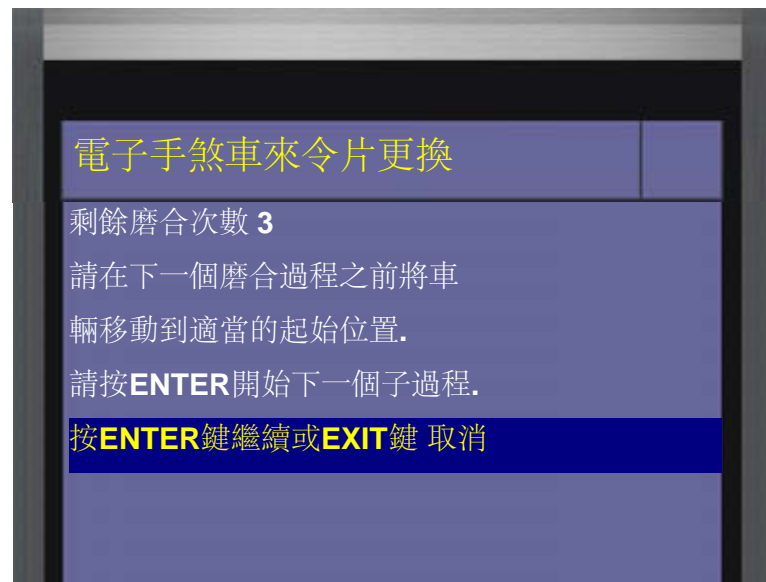 電子手煞車來令片更換
剩餘磨合次數 3
請在下一個磨合過程之前將車
輛移動到適當的起始位置.
請按ENTER開始下一個子過程.
按ENTER鍵繼續或EXIT鍵 取消